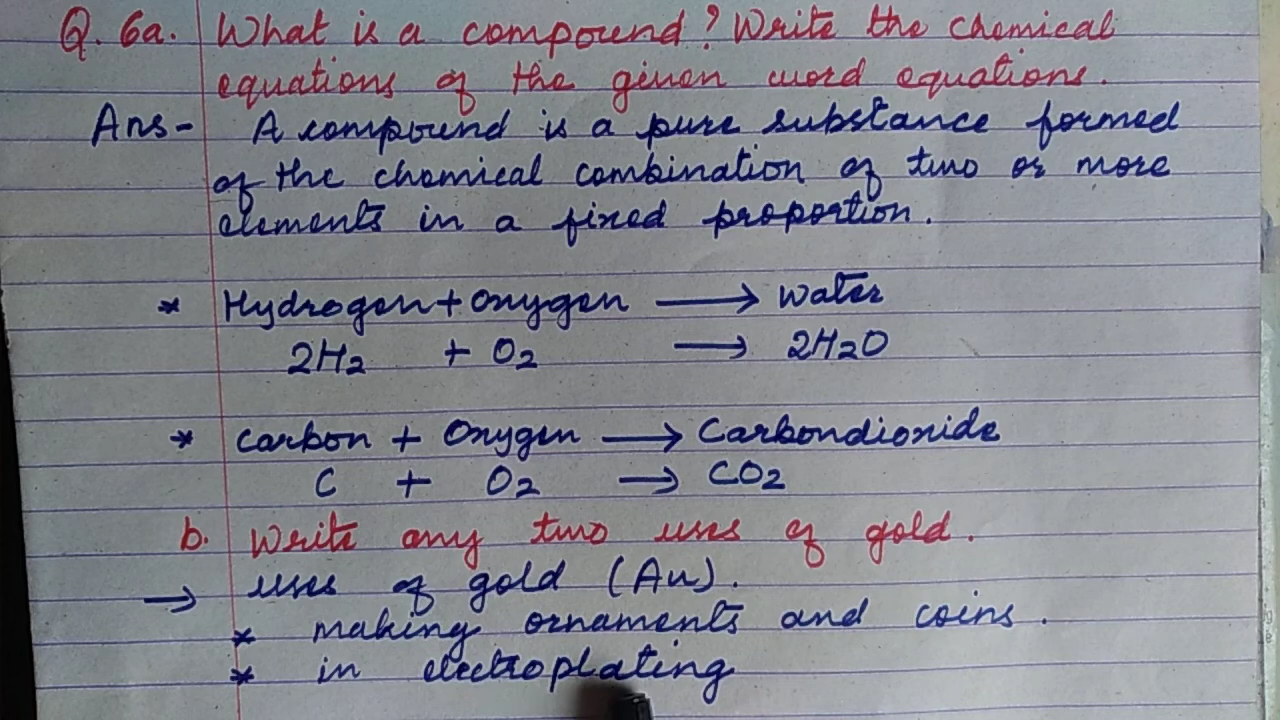 Q. 6a. What is a compound? Write the chemical
equations of the given word equations.
Ans- A compound is a pure substance formed
of the chemical combination of two or more
elements in a fixed proportion.
* Hydrogen + Oxygen → water
2H2 + O2 → 2H2O
* carbon + Oxygen → Carbondioxide
C + O2 → CO2
b. Write any two uses of gold.
→ uses of gold (Au).
* making ornaments and coins.
* in electroplating